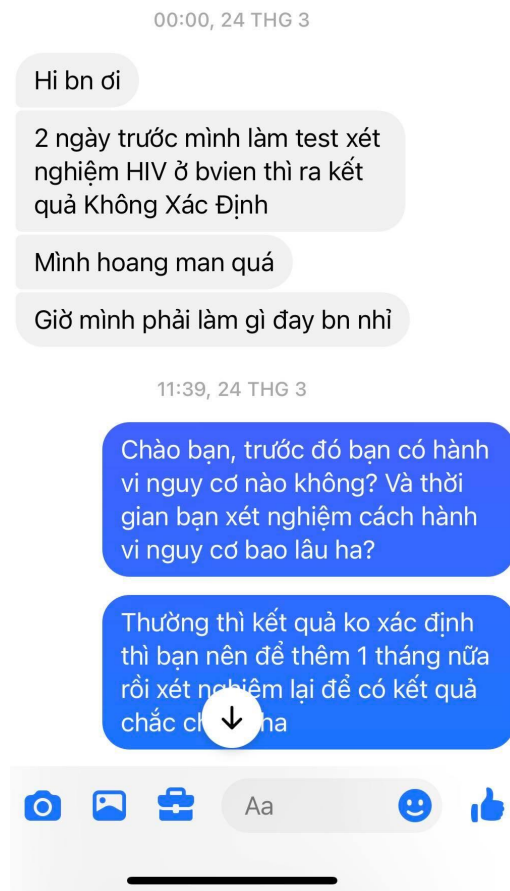 00:00, 24 THG 3
Hi bn ơi
2 ngày trước mình làm test xét
nghiệm HIV ở bvien thì ra kết
quả Không Xác Định
Mình hoang man quá
Giờ mình phải làm gì đay bn nhỉ
11:39, 24 THG 3
Chào bạn, trước đó bạn có hành
vi nguy cơ nào không? Và thời
gian bạn xét nghiệm cách hành
vi nguy cơ bao lâu ha?
Thường thì kết quả ko xác định
thì bạn nên để thêm 1 tháng nữa
rồi xét nghiệm lại để có kết quả
chắc ha
Aa